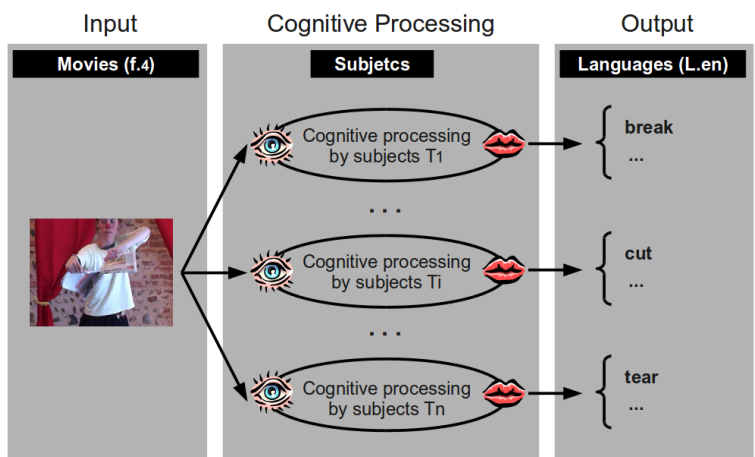 Input
Cognitive Processing
Output
Movies (f.4)
Subjetcs
Languages (L.en)
Cognitive processing
by subjects T1
break
...
...
Cognitive processing
by subjects Ti
cut
...
...
Cognitive processing
by subjects Tn
tear
...